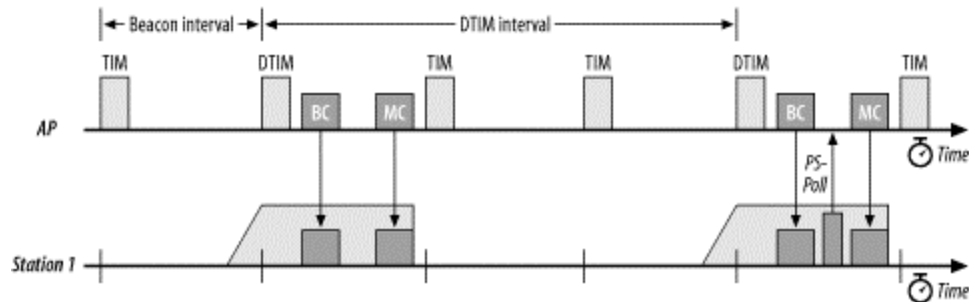 Beacon interval
DTIM interval
TIM
DTIM
TIM
TIM
DTIM
TIM
BC
MC
BC
MC
AP
Time
PS-
Poll
Station 1
Time